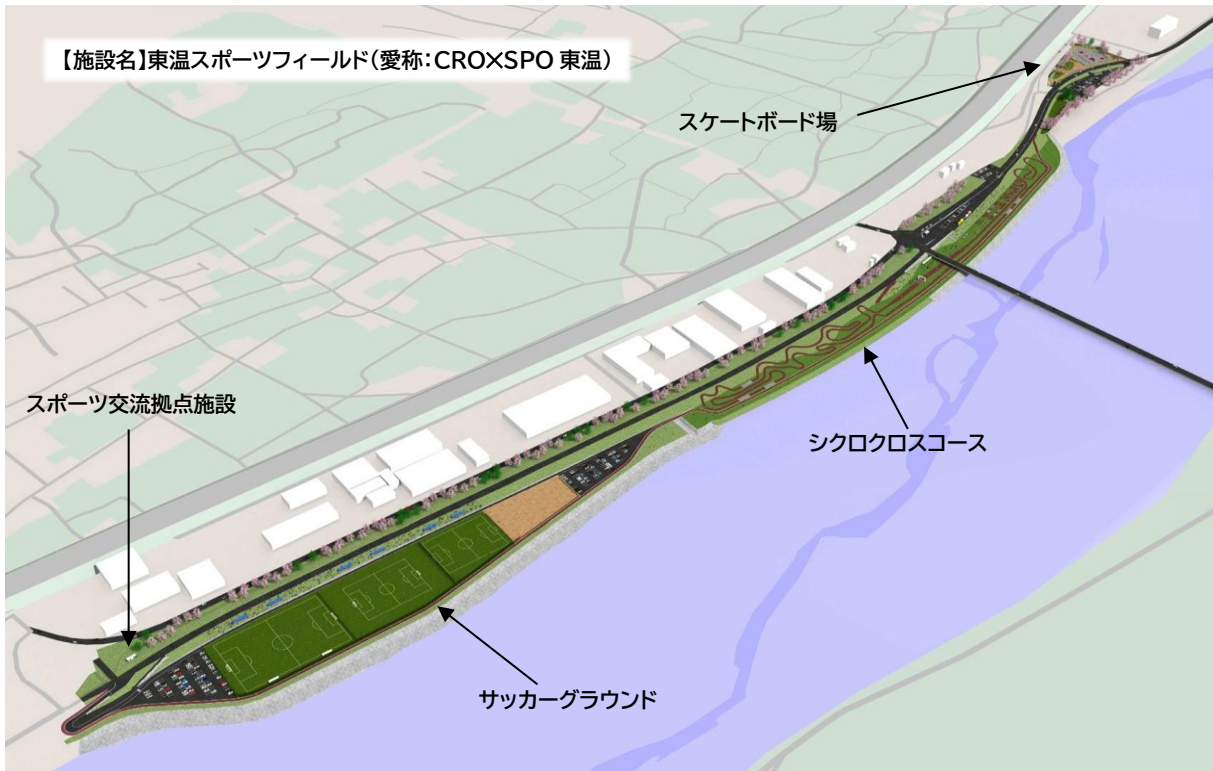 【施設名】東温スポーツフィールド(愛称:CRO×SPO 東温)
スケートボード場
スポーツ交流拠点施設
シクロクロスコース
サッカーグラウンド